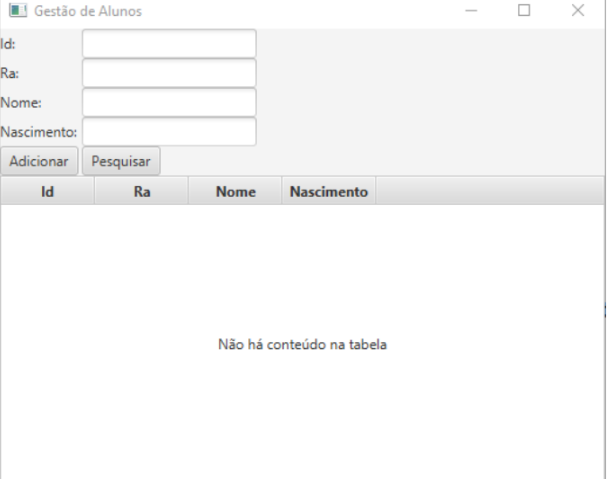 Gestão de Alunos
Id:
Ra:
Nome:
Nascimento:
Adicionar Pesquisar
Id Ra Nome Nascimento
Não há conteúdo na tabela